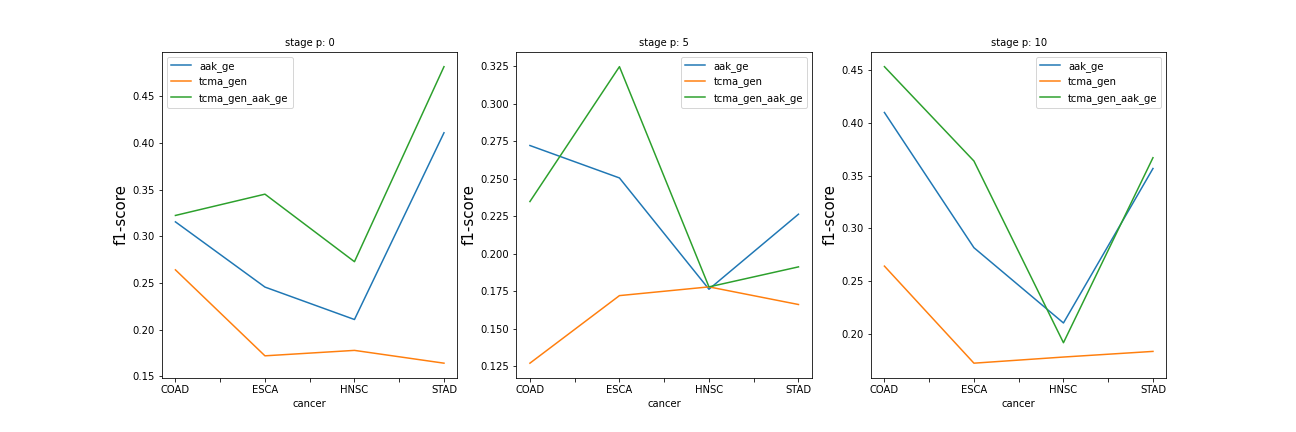 stage p: 0
aak_ge
tcma_gen
tcma_gen_aak_ge
f1-score
0.45
0.40
0.35
0.30
0.25
0.20
0.15
COAD ESCA HNSC STAD
cancer
stage p: 5
aak_ge
tcma_gen
tcma_gen_aak_ge
f1-score
0.325
0.300
0.275
0.250
0.225
0.200
0.175
0.150
0.125
COAD ESCA HNSC STAD
cancer
stage p: 10
aak_ge
tcma_gen
tcma_gen_aak_ge
f1-score
0.45
0.40
0.35
0.30
0.25
0.20
COAD ESCA HNSC STAD
cancer